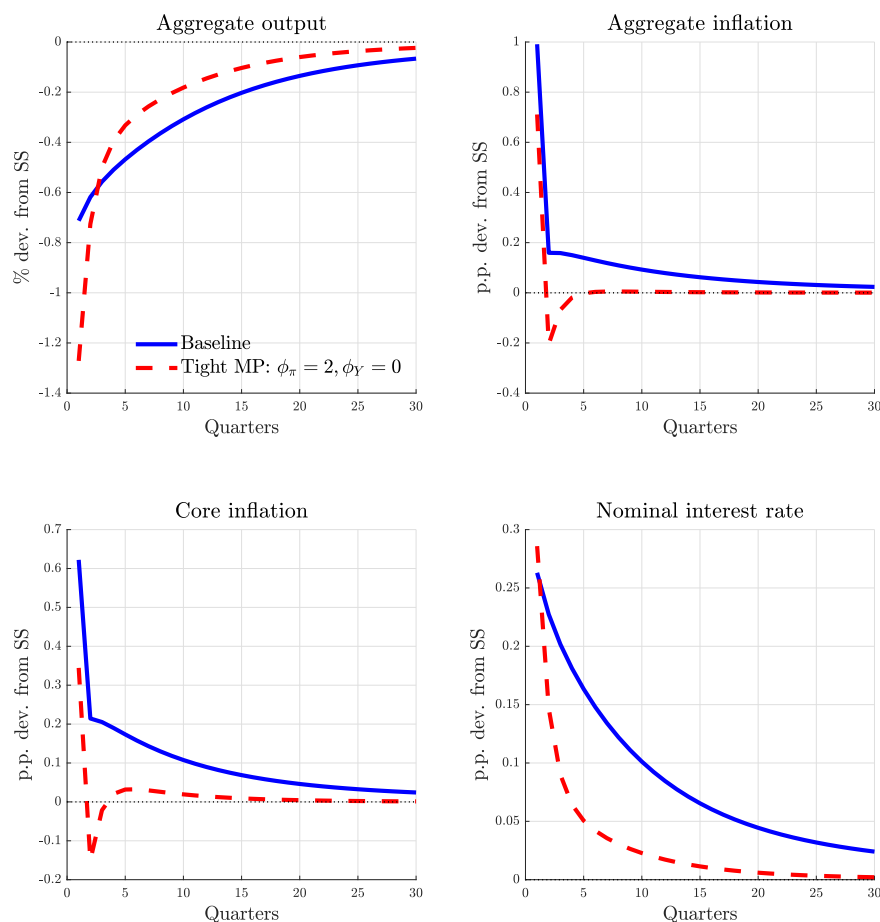 Aggregate output
0
-0.2
-0.4
-0.6
-0.8
-1
-1.2
-1.4
% dev. from SS
Baseline
Tight MP: $\phi_\pi = 2, \phi_Y = 0$
0 5 10 15 20 25 30
Quarters
Aggregate inflation
1
0.8
0.6
0.4
0.2
0
-0.2
-0.4
p.p. dev. from SS
0 5 10 15 20 25 30
Quarters
Core inflation
0.7
0.6
0.5
0.4
0.3
0.2
0.1
0
-0.1
-0.2
p.p. dev. from SS
0 5 10 15 20 25 30
Quarters
Nominal interest rate
0.3
0.25
0.2
0.15
0.1
0.05
0
p.p. dev. from SS
0 5 10 15 20 25 30
Quarters